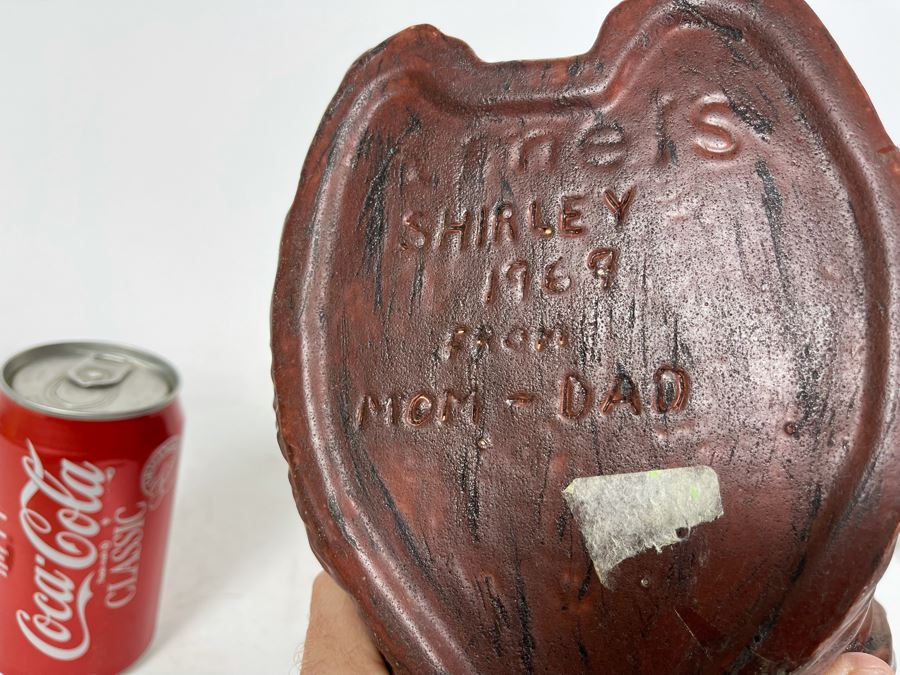 SHIRLEY
1969
FROM
MOM - DAD
Coca-Cola
CLASSIC